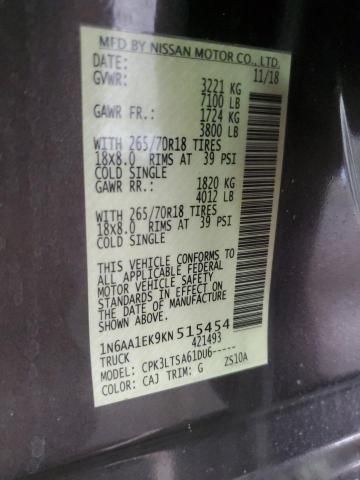 MFD BY NISSAN MOTOR CO., LTD.
DATE: 11/18
GVWR: 3221 KG
7100 LB
GAWR FR.: 1724 KG
3800 LB
WITH 265/70R18 TIRES
18X8.0 RIMS AT 39 PSI
COLD SINGLE
GAWR RR.: 1820 KG
4012 LB
WITH 265/70R18 TIRES
18X8.0 RIMS AT 39 PSI
COLD SINGLE
THIS VEHICLE CONFORMS TO
ALL APPLICABLE FEDERAL
MOTOR VEHICLE SAFETY
STANDARDS IN EFFECT ON
THE DATE OF MANUFACTURE
SHOWN ABOVE.
1N6AA1EK9KN515454
TRUCK 421493
MODEL: CPK3LTSA61DU6-----
COLOR: CAJ TRIM: G ZS10A